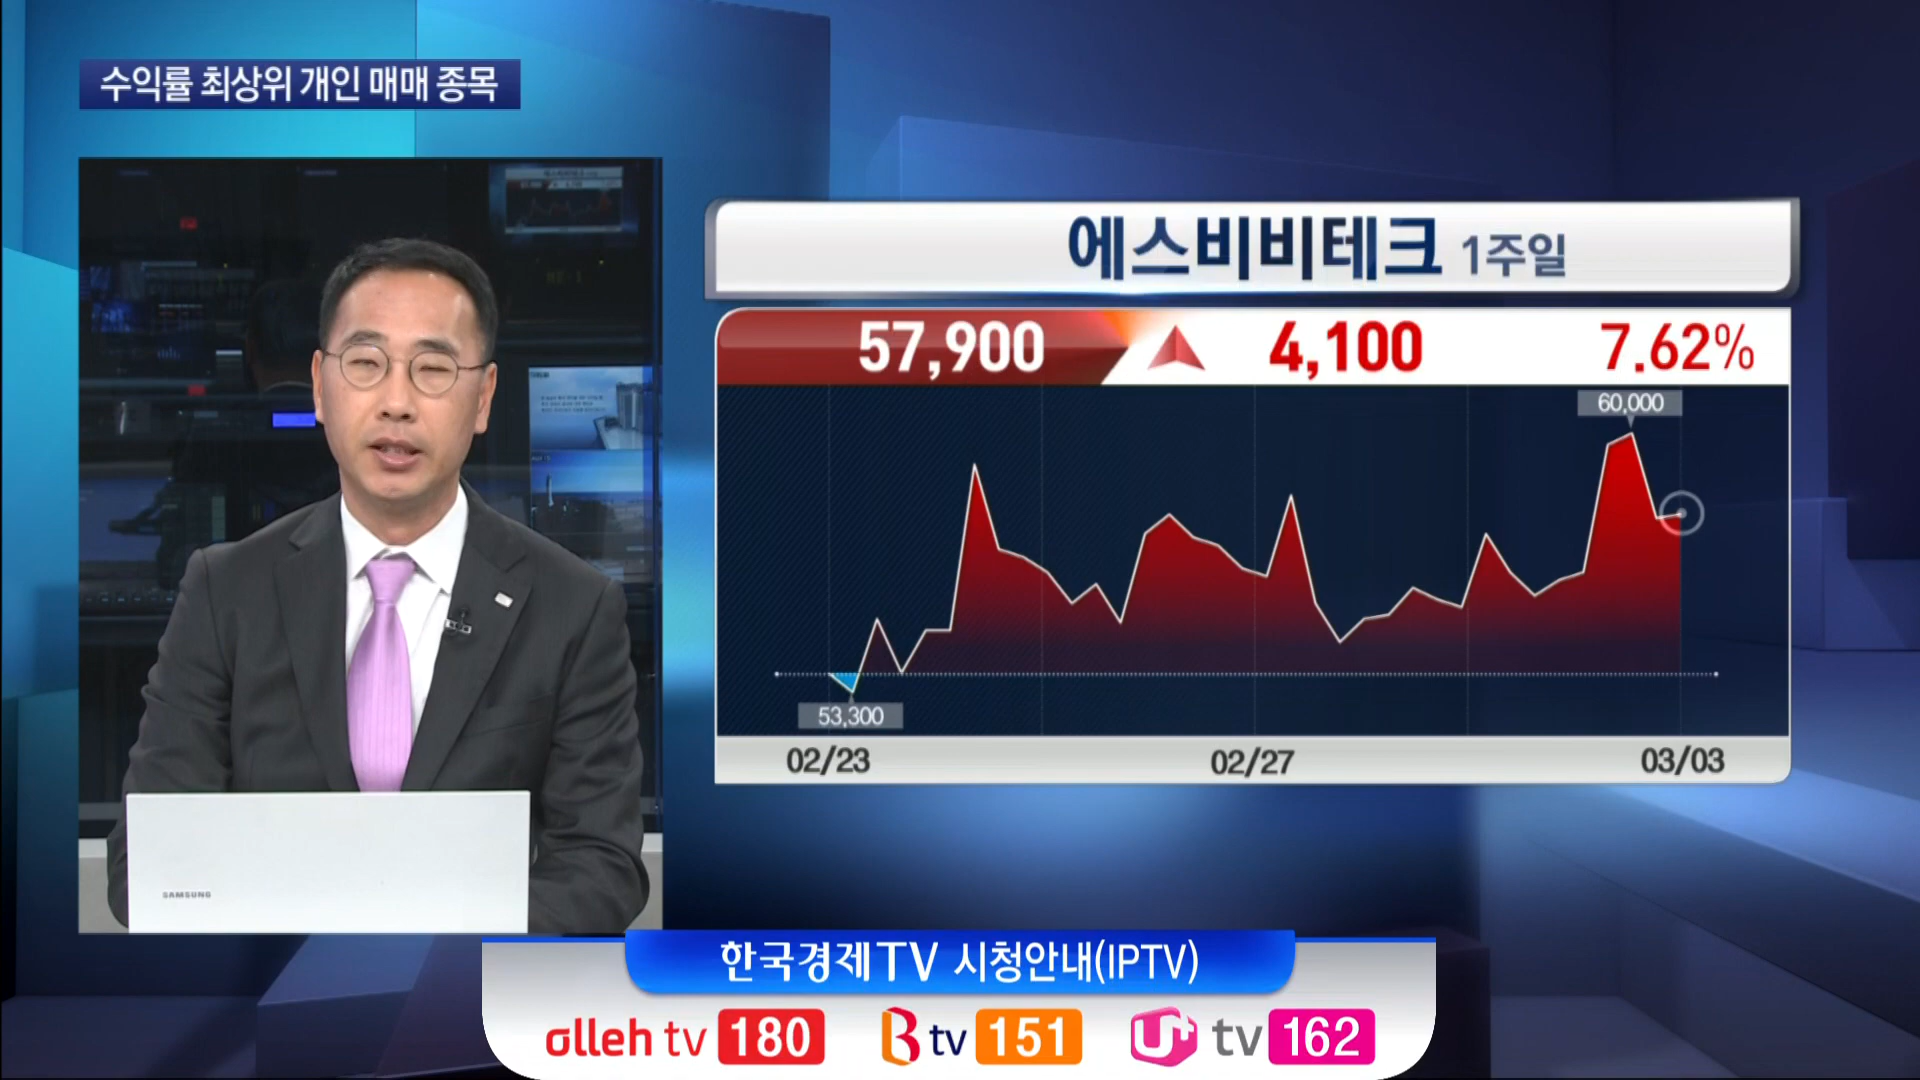 수익률 최상위 개인 매매 종목
에스비비테크 1주일
57,900 4,100 7.62%
60,000
53,300
02/23 02/27 03/03
SAMSUNG
한국경제TV 시청안내(IPTV)
olleh tv 180 B tv 151 U+ tv 162